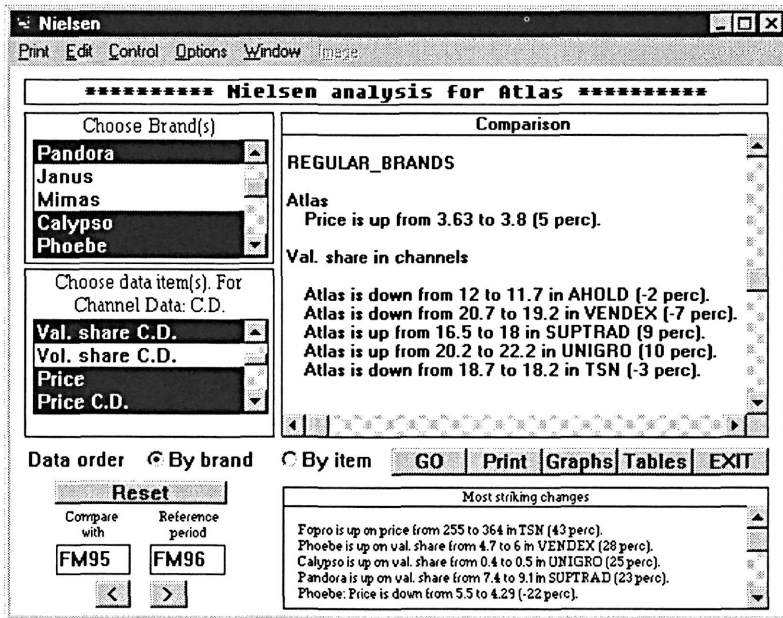 Nielsen
Print Edit Control Options Window Image
********** Nielsen analysis for Atlas **********
Choose Brand(s)
Pandora
Janus
Mimas
Calypso
Phoebe
Choose data item(s). For
Channel Data: C.D.
Val. share C.D.
Vol. share C.D.
Price
Price C.D.
Comparison
REGULAR_BRANDS
Atlas
Price is up from 3.63 to 3.8 (5 perc).
Val. share in channels
Atlas is down from 12 to 11.7 in AHOLD (-2 perc).
Atlas is down from 20.7 to 19.2 in VENDEX (-7 perc).
Atlas is up from 16.5 to 18 in SUPTRAD (9 perc).
Atlas is up from 20.2 to 22.2 in UNIGRO (10 perc).
Atlas is down from 18.7 to 18.2 in TSN (-3 perc).
Data order By brand By item GO Print Graphs Tables EXIT
Reset
Compare with
Reference period
FM95 FM96
< >
Most striking changes
Fopro is up on price from 255 to 364 in TSN (43 perc).
Phoebe is up on val. share from 4.7 to 6 in VENDEX (28 perc).
Calypso is up on val. share from 0.4 to 0.5 in UNIGRO (25 perc).
Pandora is up on val. share from 7.4 to 9.1 in SUPTRAD (23 perc).
Phoebe: Price is down from 5.5 to 4.29 (-22 perc).